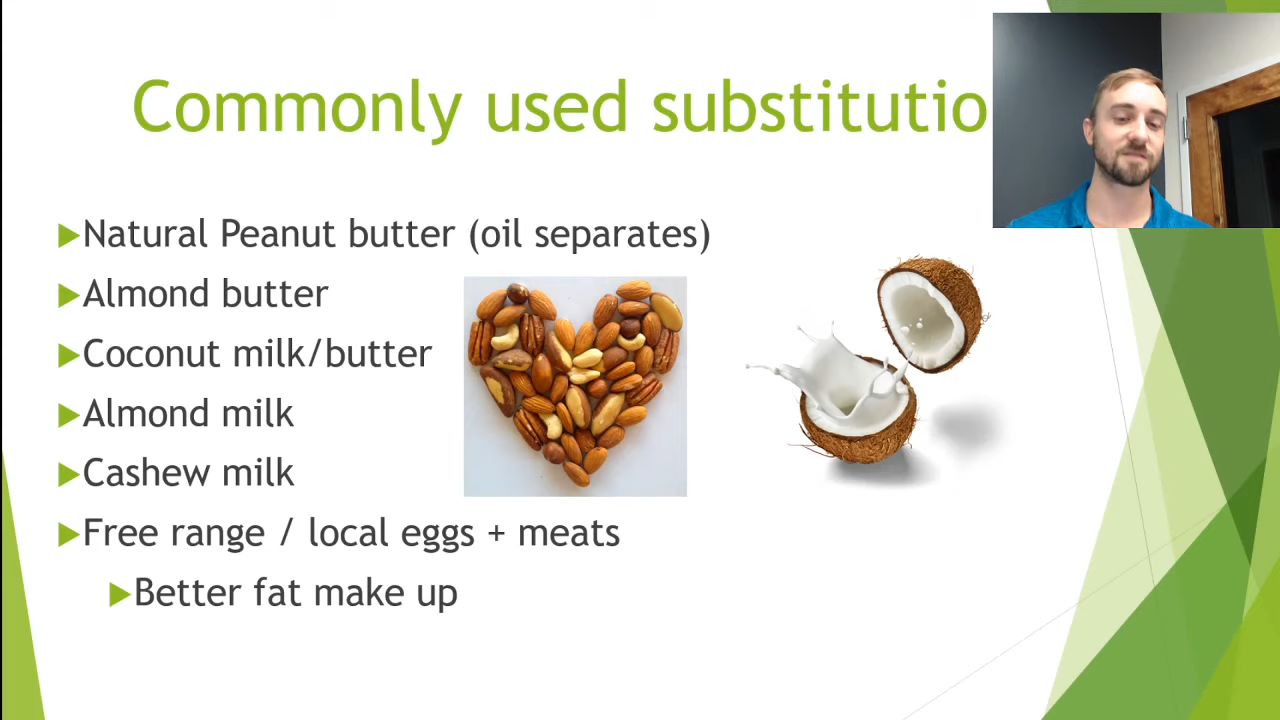 Commonly used substitutio
Natural Peanut butter (oil separates)
Almond butter
Coconut milk/butter
Almond milk
Cashew milk
Free range / local eggs + meats
Better fat make up